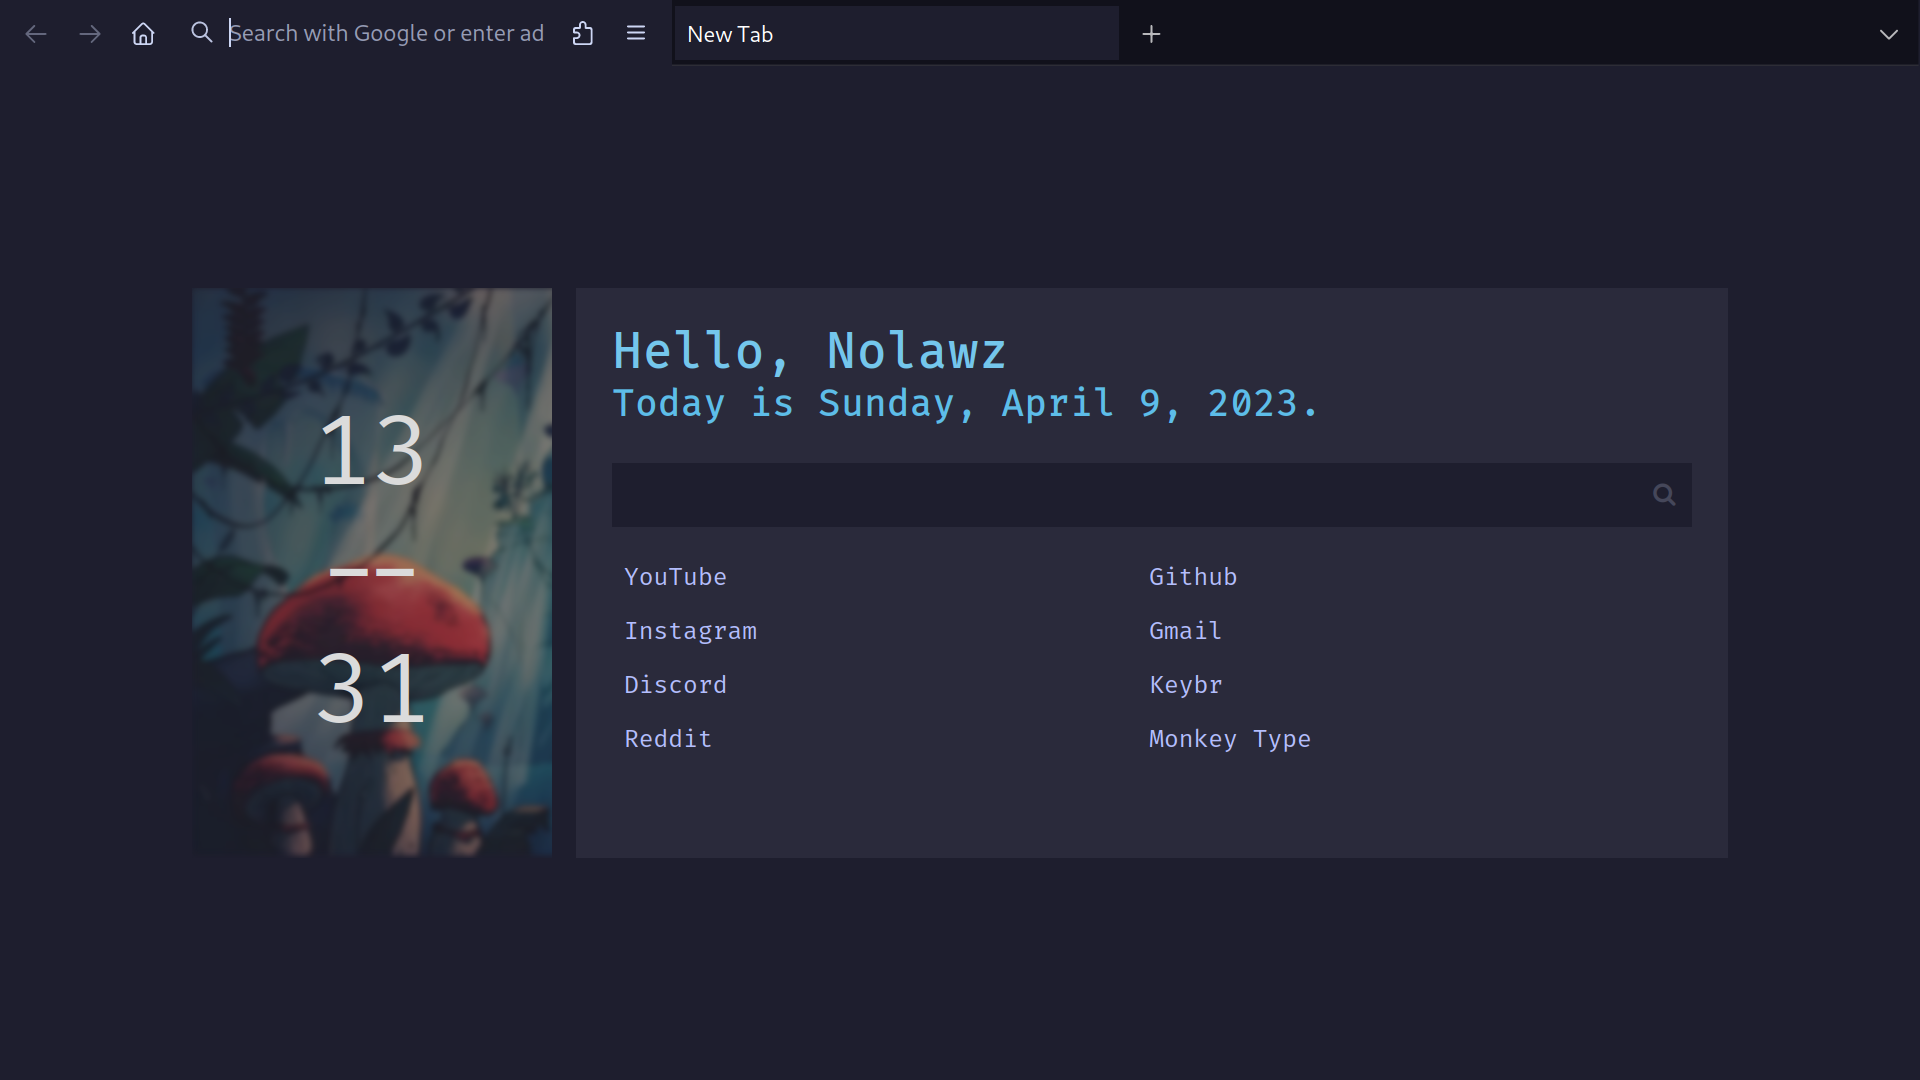 Search with Google or enter ad
New Tab
13
--
31
Hello, Nolawz
Today is Sunday, April 9, 2023.
YouTube
Github
Instagram
Gmail
Discord
Keybr
Reddit
Monkey Type